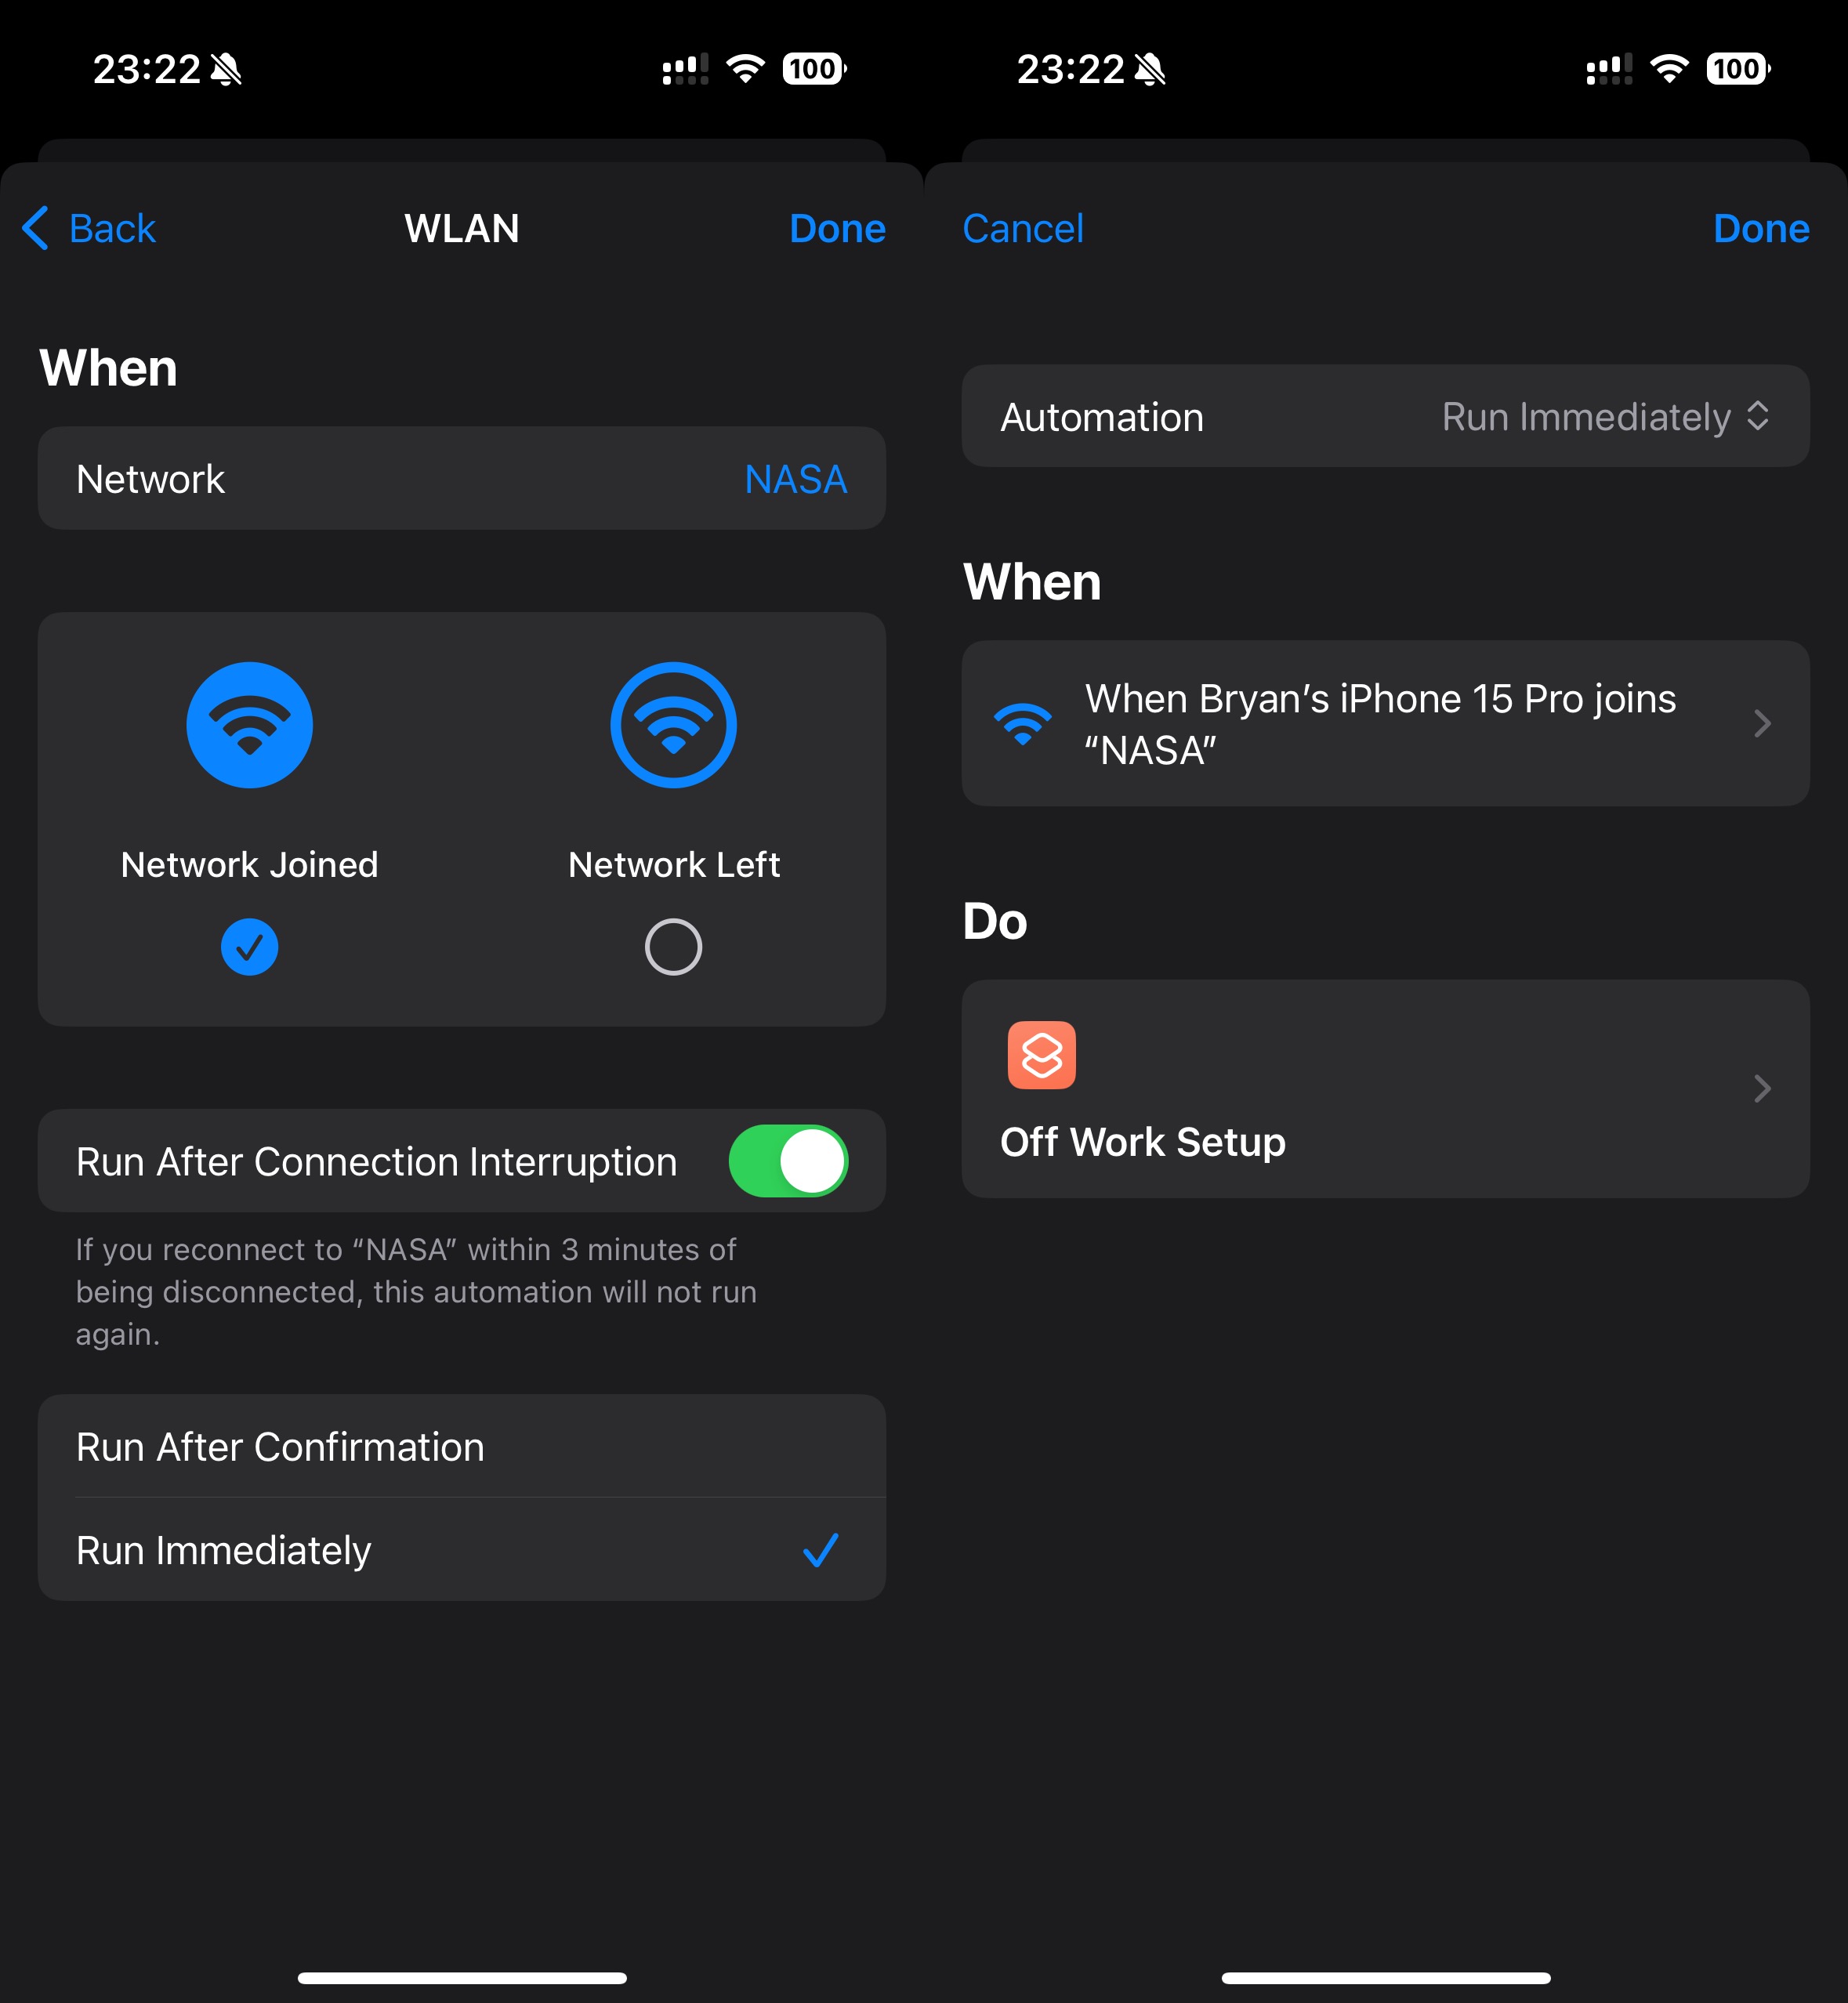 23:22
100
Back
WLAN
Done
When
Network
NASA
Network Joined
Network Left
Run After Connection Interruption
If you reconnect to “NASA” within 3 minutes of
being disconnected, this automation will not run
again.
Run After Confirmation
Run Immediately
23:22
100
Cancel
Done
Automation
Run Immediately
When
When Bryan’s iPhone 15 Pro joins
“NASA”
Do
Off Work Setup